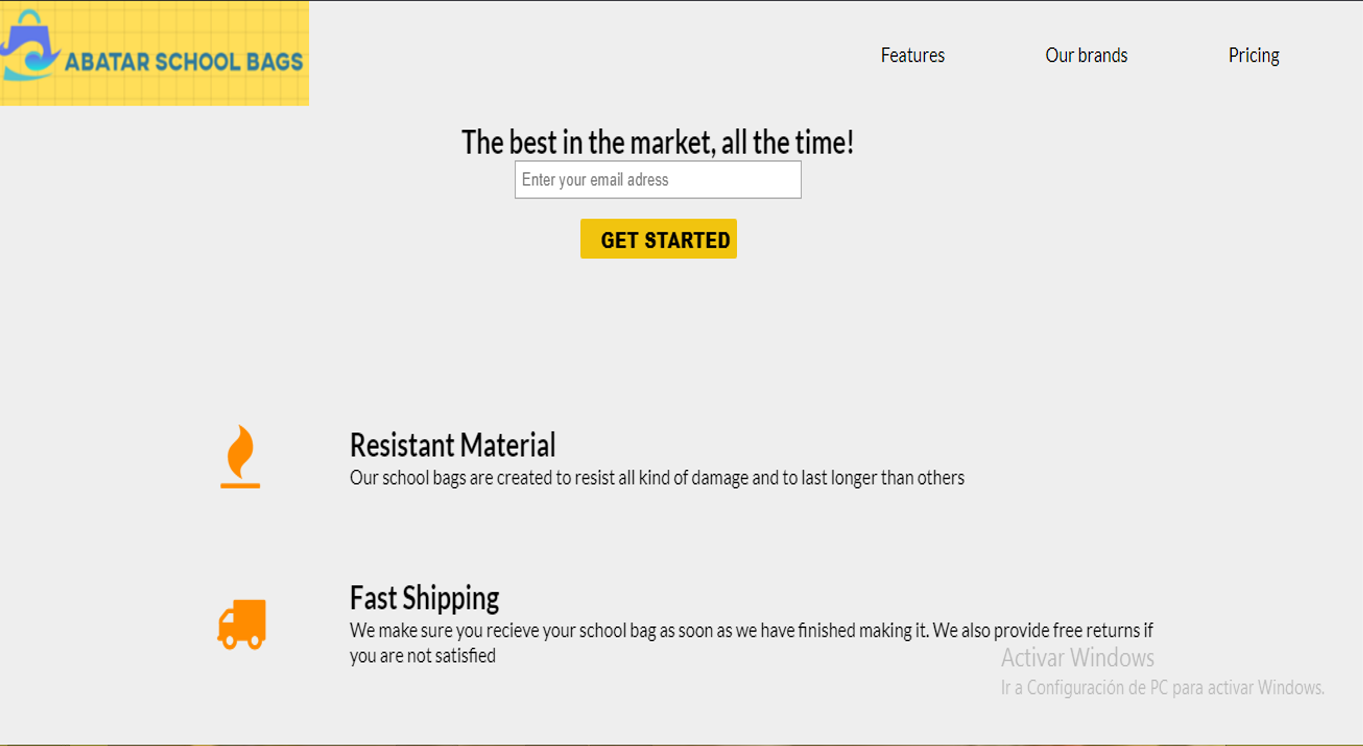 ABATAR SCHOOL BAGS
Features
Our brands
Pricing
The best in the market, all the time!
Enter your email adress
GET STARTED
Resistant Material
Our school bags are created to resist all kind of damage and to last longer than others
Fast Shipping
We make sure you recieve your school bag as soon as we have finished making it. We also provide free returns if
you are not satisfied
Activar Windows
Ir a Configuración de PC para activar Windows.